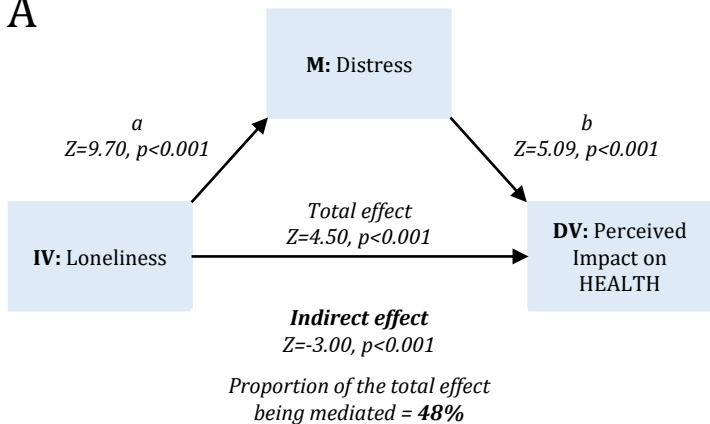 A
M: Distress
a
Z=9.70, p<0.001
b
Z=5.09, p<0.001
IV: Loneliness
Total effect
Z=4.50, p<0.001
DV: Perceived
Impact on
HEALTH
Indirect effect
Z=-3.00, p<0.001
Proportion of the total effect
being mediated = 48%